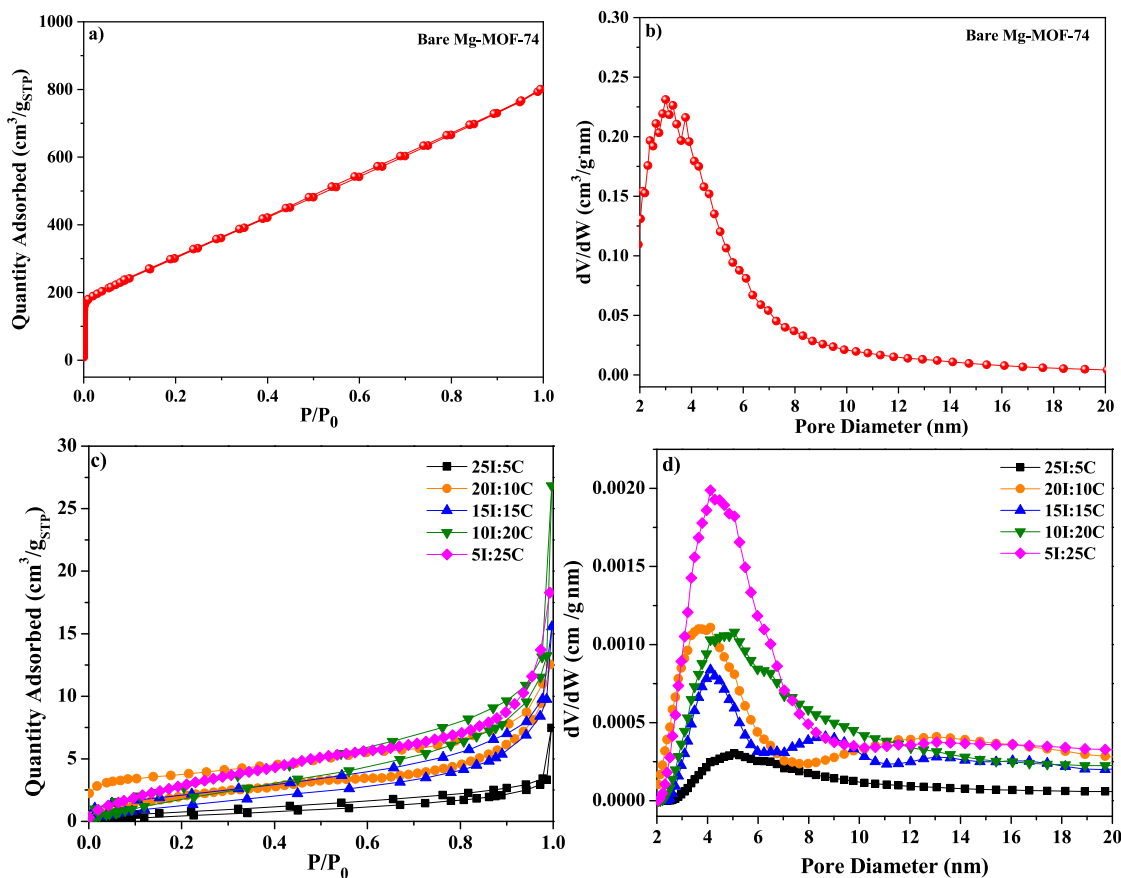 a)
Bare Mg-MOF-74
Quantity Adsorbed (cm³/g_STP)
1000
800
600
400
200
0
0.0 0.2 0.4 0.6 0.8 1.0
P/P₀
b)
Bare Mg-MOF-74
dV/dW (cm³/g·nm)
0.30
0.25
0.20
0.15
0.10
0.05
0.00
2 4 6 8 10 12 14 16 18 20
Pore Diameter (nm)
c)
25I:5C
20I:10C
15I:15C
10I:20C
5I:25C
Quantity Adsorbed (cm³/g_STP)
30
25
20
15
10
5
0
0.0 0.2 0.4 0.6 0.8 1.0
P/P₀
d)
25I:5C
20I:10C
15I:15C
10I:20C
5I:25C
dV/dW (cm /g·nm)
0.0020
0.0015
0.0010
0.0005
0.0000
2 4 6 8 10 12 14 16 18 20
Pore Diameter (nm)